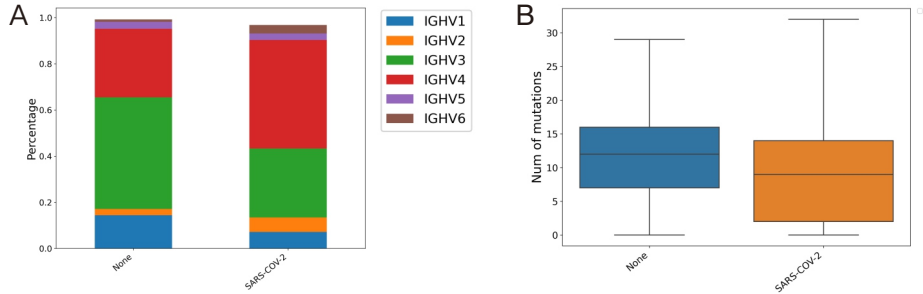 A
Percentage
1.0
0.8
0.6
0.4
0.2
0.0
None
SARS-COV-2
IGHV1
IGHV2
IGHV3
IGHV4
IGHV5
IGHV6
B
Num of mutations
30
25
20
15
10
5
0
None
SARS-COV-2